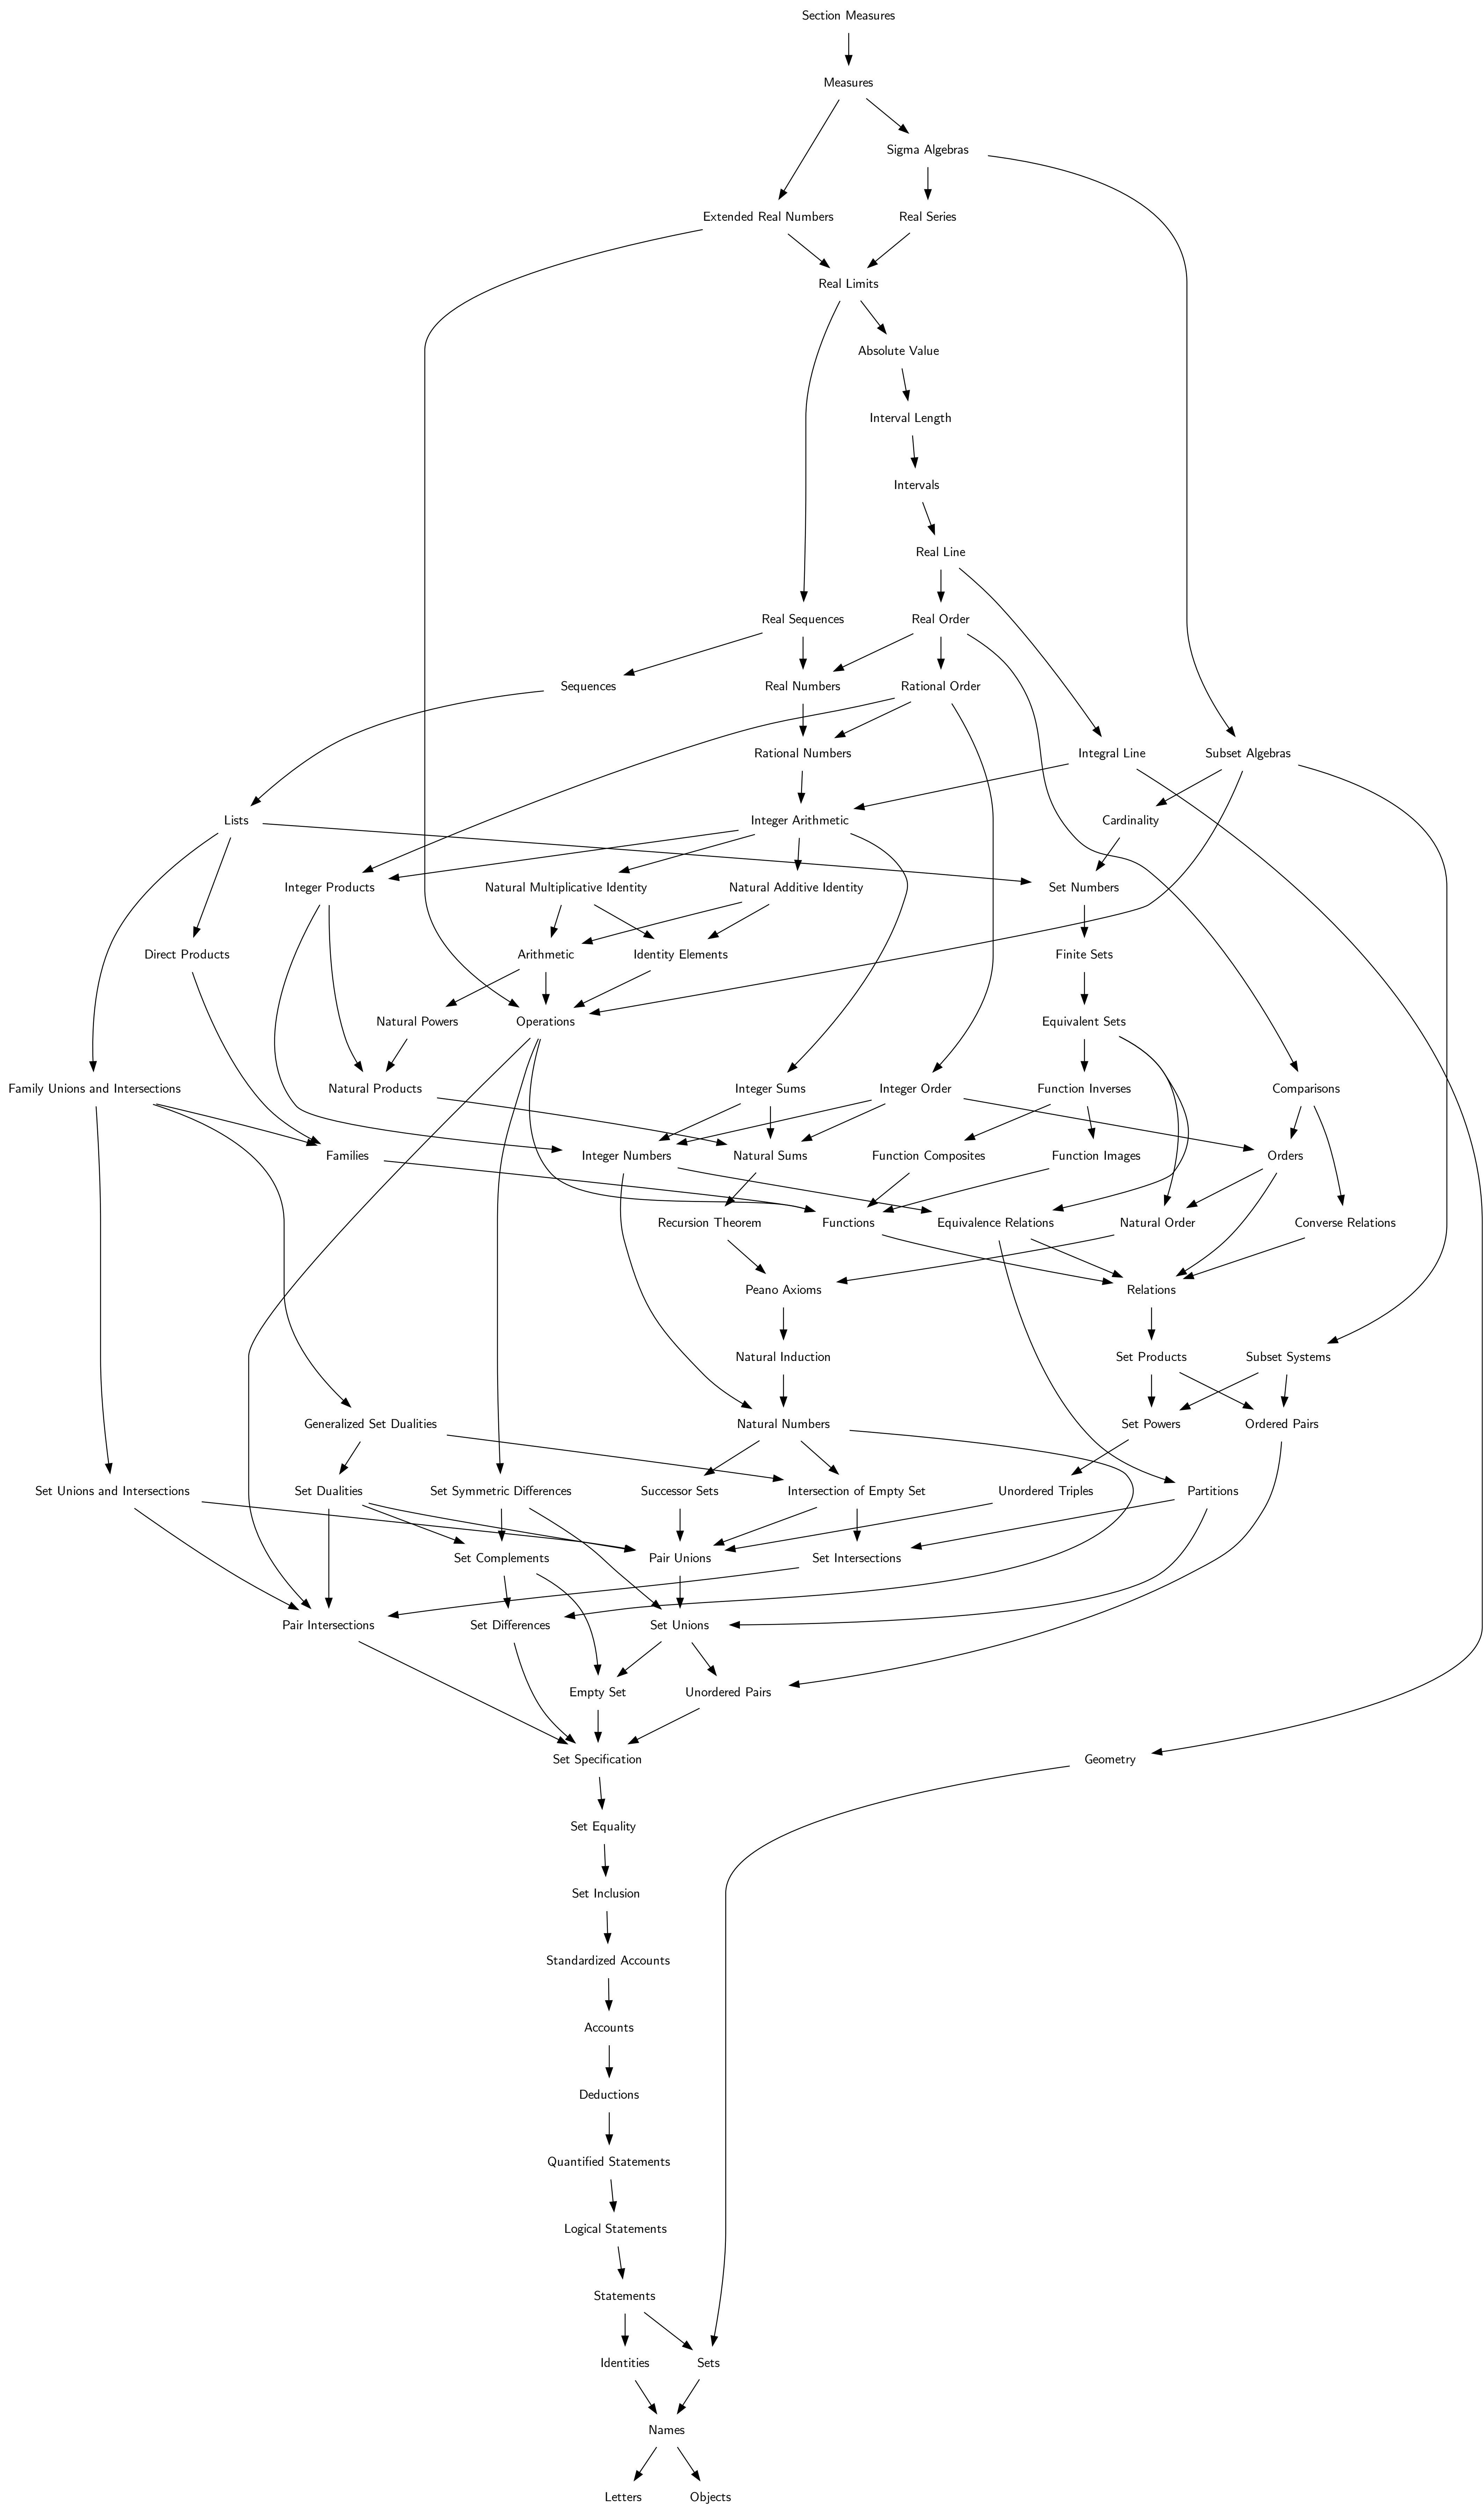 Section Measures
Measures
Sigma Algebras
Extended Real Numbers
Real Series
Real Limits
Absolute Value
Interval Length
Intervals
Real Line
Real Sequences
Real Order
Sequences
Real Numbers
Rational Order
Rational Numbers
Integral Line
Subset Algebras
Lists
Integer Arithmetic
Cardinality
Integer Products
Natural Multiplicative Identity
Natural Additive Identity
Set Numbers
Direct Products
Arithmetic
Identity Elements
Finite Sets
Natural Powers
Operations
Equivalent Sets
Family Unions and Intersections
Natural Products
Integer Sums
Integer Order
Function Inverses
Comparisons
Families
Integer Numbers
Natural Sums
Function Composites
Function Images
Orders
Recursion Theorem
Functions
Equivalence Relations
Natural Order
Converse Relations
Peano Axioms
Relations
Natural Induction
Set Products
Subset Systems
Generalized Set Dualities
Natural Numbers
Set Powers
Ordered Pairs
Set Unions and Intersections
Set Dualities
Set Symmetric Differences
Successor Sets
Intersection of Empty Set
Unordered Triples
Partitions
Set Complements
Pair Unions
Set Intersections
Pair Intersections
Set Differences
Set Unions
Empty Set
Unordered Pairs
Set Specification
Geometry
Set Equality
Set Inclusion
Standardized Accounts
Accounts
Deductions
Quantified Statements
Logical Statements
Statements
Identities
Sets
Names
Letters
Objects